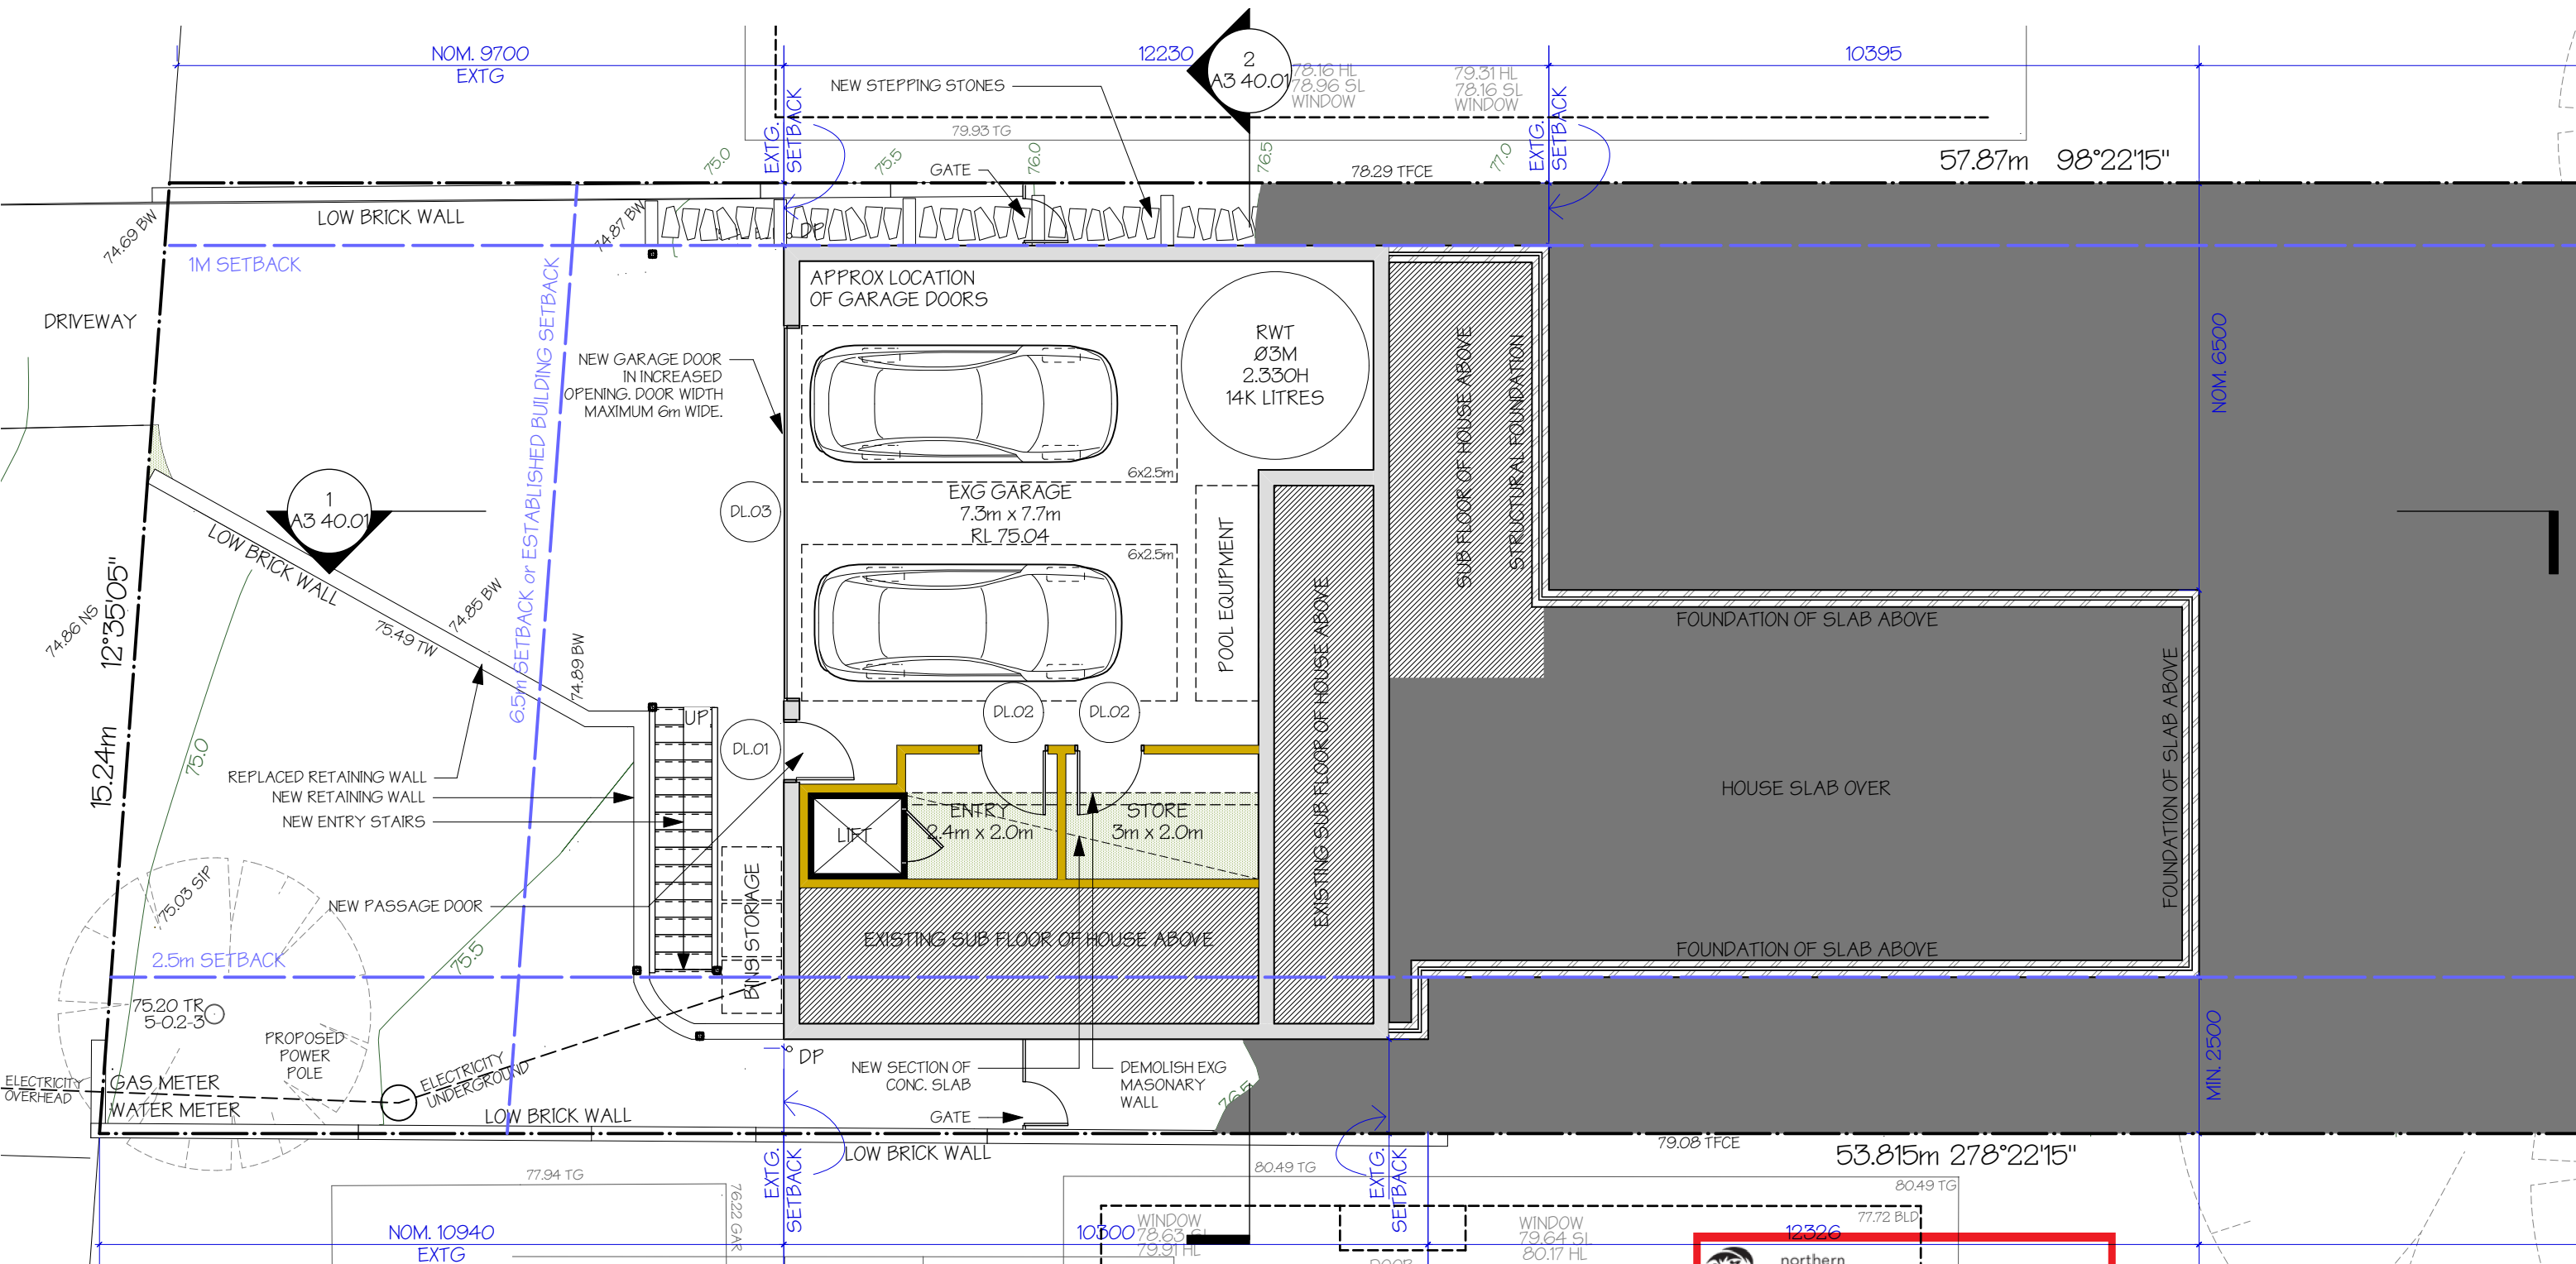 NOM. 9700
EXTG
12230
10395
2
A3 40.01
78.16 HL
78.96 SL
WINDOW
79.31 HL
78.16 SL
WINDOW
NEW STEPPING STONES
EXTG.
SETBACK
EXTG.
SETBACK
79.93 TG
75.0
75.5
76.0
76.5
77.0
GATE
78.29 TFCE
57.87m 98°22'15"
LOW BRICK WALL
74.69 BW
74.87 BW
DP
1M SETBACK
DRIVEWAY
6.5m SETBACK or ESTABLISHED BUILDING SETBACK
APPROX LOCATION
OF GARAGE DOORS
RWT
Ø3M
2.330H
14K LITRES
NEW GARAGE DOOR
IN INCREASED
OPENING. DOOR WIDTH
MAXIMUM 6m WIDE.
6x2.5m
EXG GARAGE
7.3m x 7.7m
RL 75.04
6x2.5m
DL.03
POOL EQUIPMENT
SUB FLOOR OF HOUSE ABOVE
STRUCTURAL FOUNDATION
NOM. 6500
1
A3 40.01
LOW BRICK WALL
75.49 TW
74.85 BW
74.89 BW
74.86 NS
12°35'05"
15.24m
75.0
UP
DL.01
DL.02
DL.02
EXISTING SUB FLOOR OF HOUSE ABOVE
FOUNDATION OF SLAB ABOVE
HOUSE SLAB OVER
FOUNDATION OF SLAB ABOVE
FOUNDATION OF SLAB ABOVE
REPLACED RETAINING WALL
NEW RETAINING WALL
NEW ENTRY STAIRS
NEW PASSAGE DOOR
LIFT
ENTRY
2.4m x 2.0m
STORE
3m x 2.0m
BINS STORAGE
EXISTING SUB FLOOR OF HOUSE ABOVE
75.03 SIP
75.5
2.5m SETBACK
75.20 TR
5-0.2-3
PROPOSED
POWER
POLE
ELECTRICITY
UNDERGROUND
ELECTRICITY
OVERHEAD
GAS METER
WATER METER
LOW BRICK WALL
DP
NEW SECTION OF
CONC. SLAB
DEMOLISH EXG
MASONARY
WALL
GATE
76.5
MIN. 2500
LOW BRICK WALL
79.08 TFCE
53.815m 278°22'15"
EXTG.
SETBACK
EXTG.
SETBACK
77.94 TG
76.22 GAR
80.49 TG
80.49 TG
77.72 BLD
NOM. 10940
EXTG
10300
WINDOW
79.91 HL
WINDOW
79.64 SL
80.17 HL
12326
northern